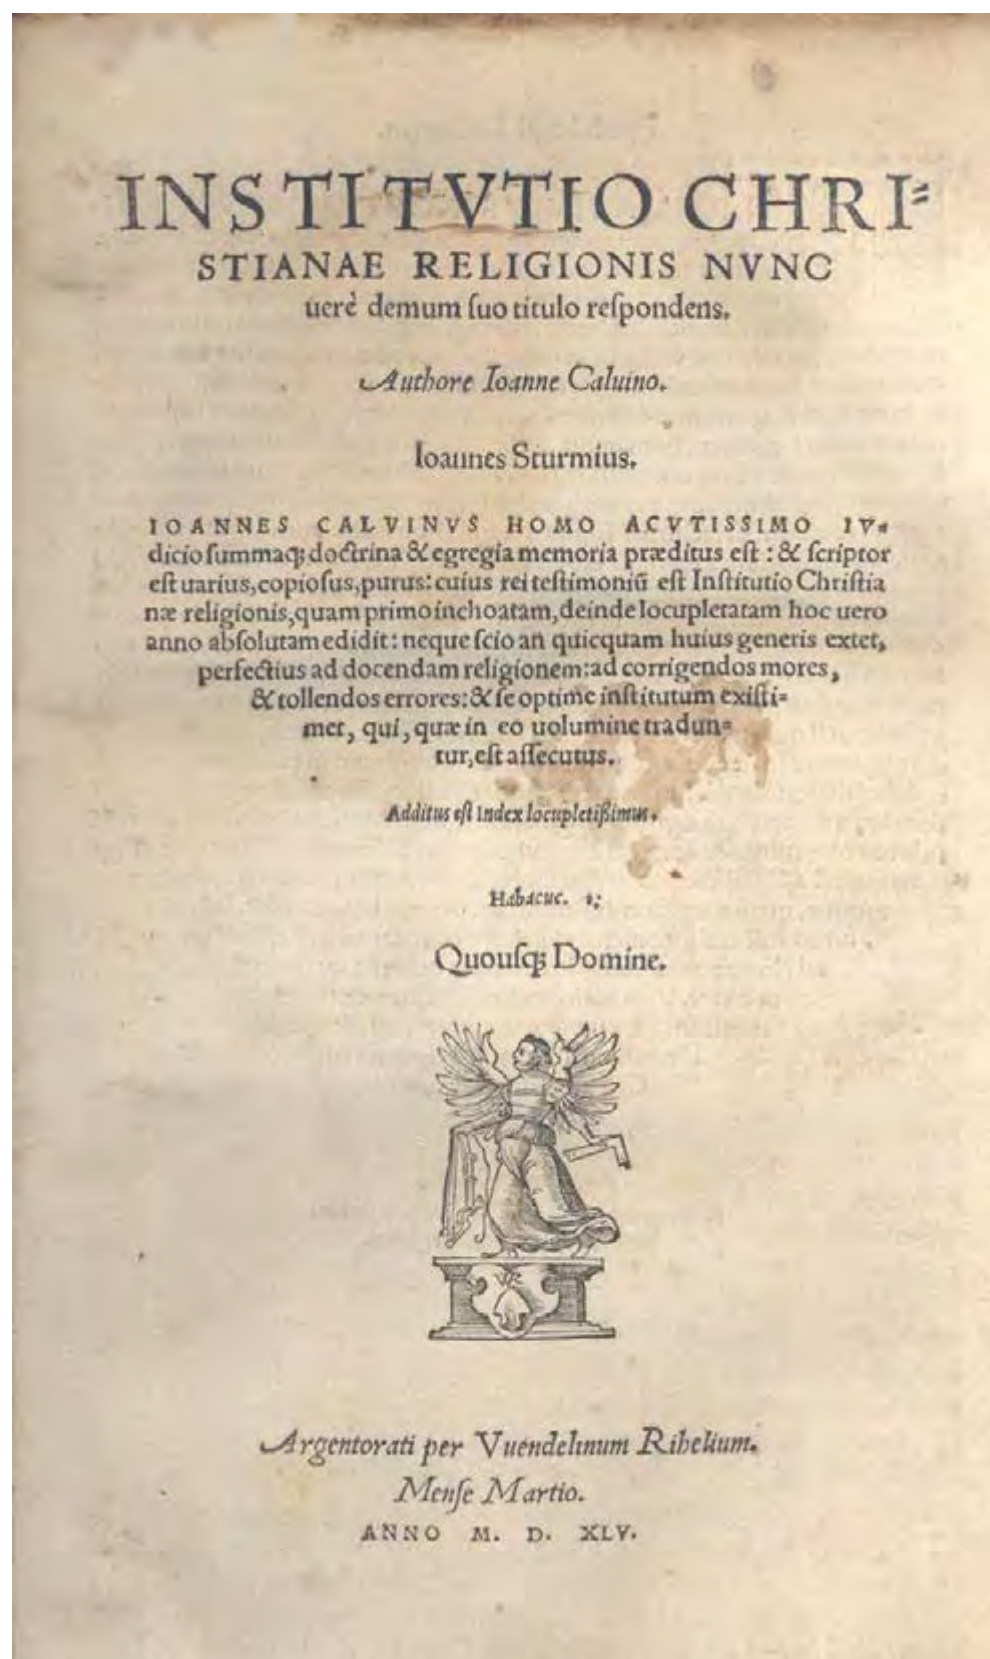 INSTITVTIO CHRI⸗
STIANAE RELIGIONIS NVNC
uerè demum ſuo titulo reſpondens.
Authore Ioanne Caluino.
Ioannes Sturmius.
IOANNES CALVINVS HOMO ACVTISSIMO IV⸗
dicio ſummaq; doctrina & egregia memoria præditus eſt : & ſcriptor
eſt uarius, copioſus, purus: cuius rei teſtimoniũ eſt Inſtitutio Chriſtia
næ religionis, quam primo inchoatam, deinde locupletatam hoc uero
anno abſolutam edidit: neque ſcio an quicquam huius generis extet,
perfectius ad docendam religionem: ad corrigendos mores,
& tollendos errores: & ſe optime inſtitutum exiſti⸗
met, qui, quæ in eo uolumine tradun⸗
tur, eſt aſſecutus.
Additus eſt Index locupletißimus.
Habacuc. 1;
Quouſq; Domine.
Argentorati per Vuendelinum Rihelium.
Menſe Martio.
ANNO M. D. XLV.